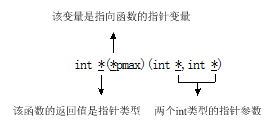 该变量是指向函数的指针变量
int *(*pmax)(int *,int *)
该函数的返回值是指针类型 两个int类型的指针参数